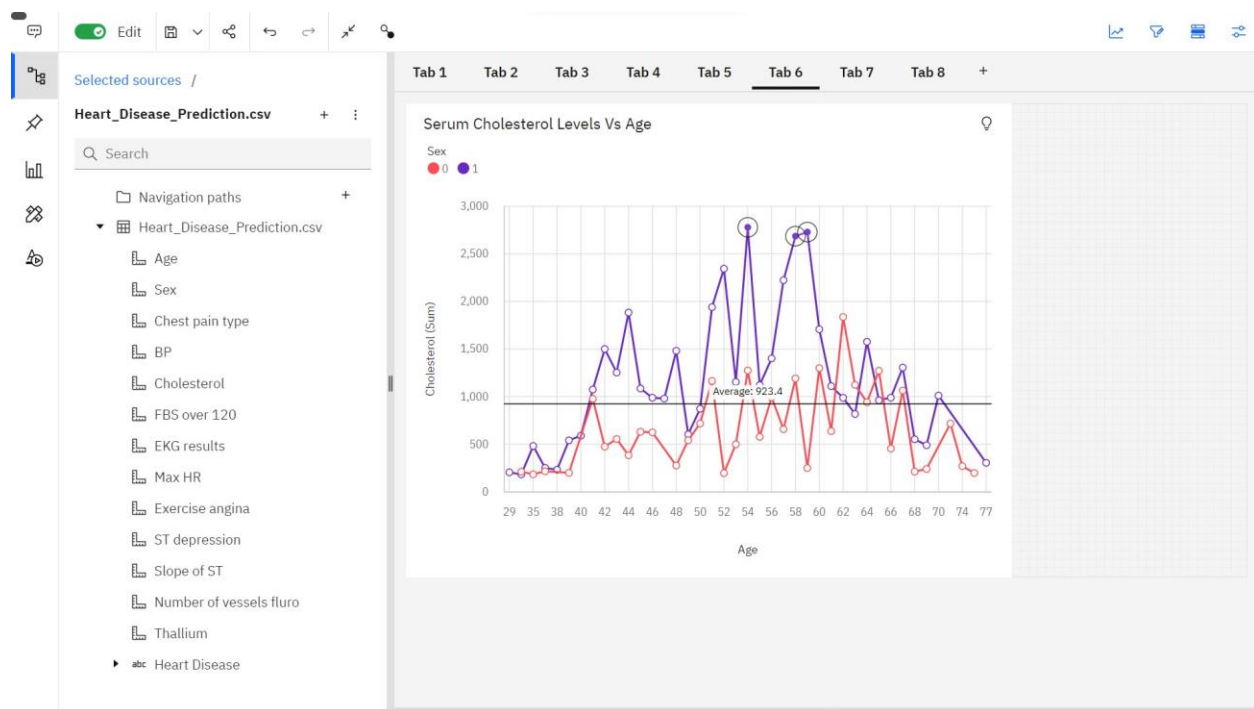 Edit
Selected sources /
Heart_Disease_Prediction.csv + ⋮
Search
Navigation paths +
Heart_Disease_Prediction.csv
Age
Sex
Chest pain type
BP
Cholesterol
FBS over 120
EKG results
Max HR
Exercise angina
ST depression
Slope of ST
Number of vessels fluro
Thallium
abc Heart Disease
Tab 1 Tab 2 Tab 3 Tab 4 Tab 5 Tab 6 Tab 7 Tab 8 +
Serum Cholesterol Levels Vs Age
Sex
0 1
Cholesterol (Sum)
3,000
2,500
2,000
1,500
1,000
500
0
Average: 923.4
29 35 38 40 42 44 46 48 50 52 54 56 58 60 62 64 66 68 70 74 77
Age